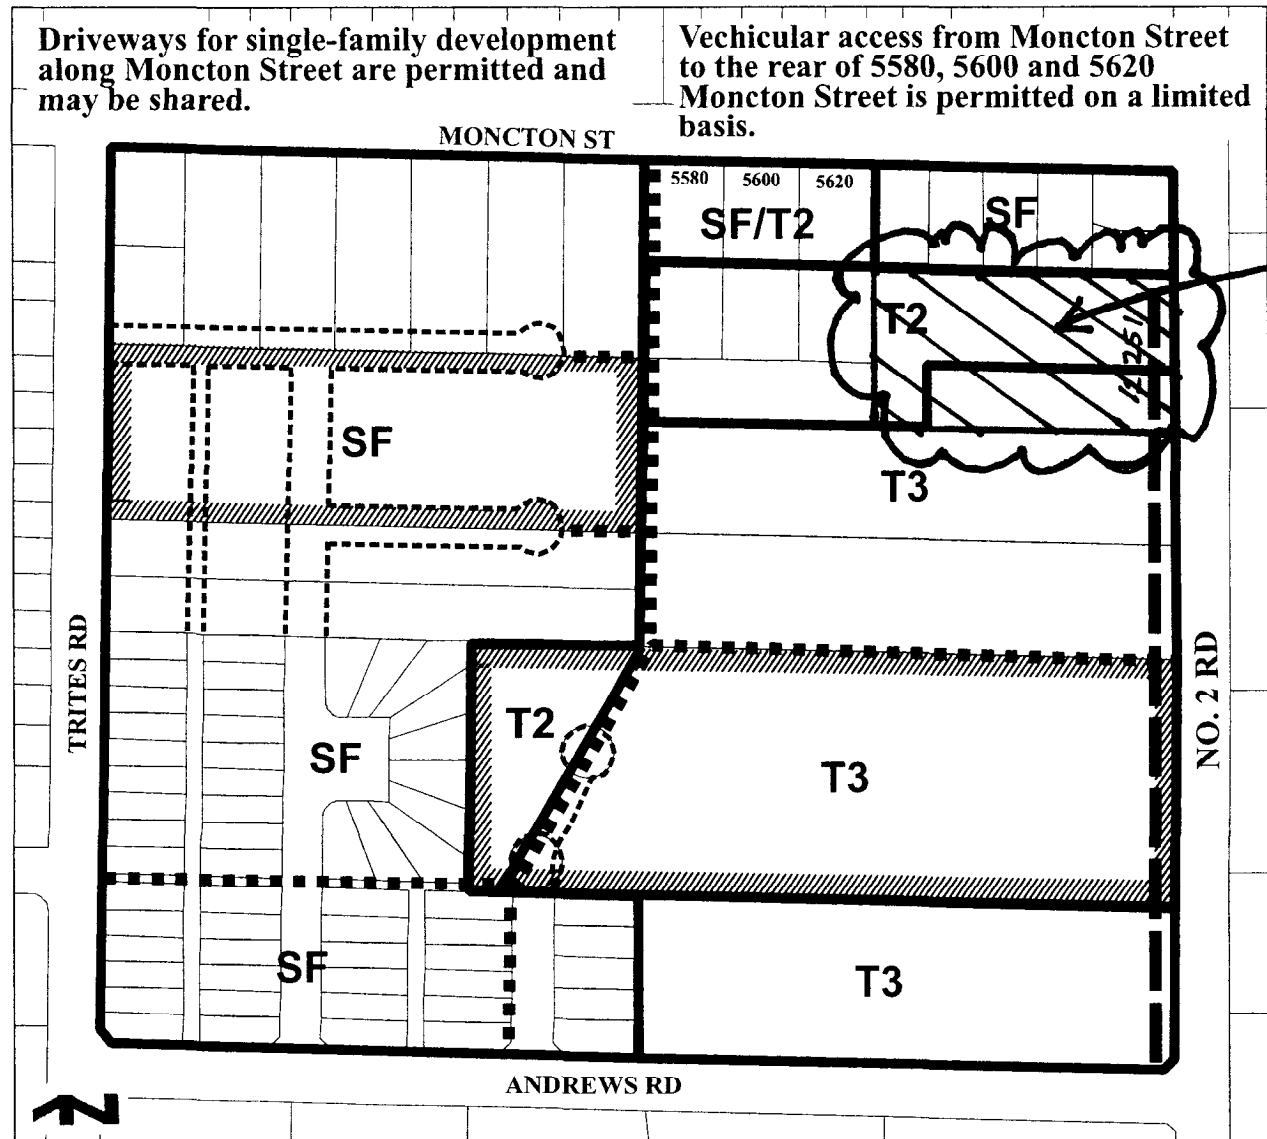 Driveways for single-family development
along Moncton Street are permitted and
may be shared.
Vechicular access from Moncton Street
to the rear of 5580, 5600 and 5620
Moncton Street is permitted on a limited
basis.
MONCTON ST
5580
5600
5620
SF/T2
SF
T2
12251
SF
T3
TRITES RD
NO. 2 RD
T2
SF
T3
SF
T3
ANDREWS RD
N